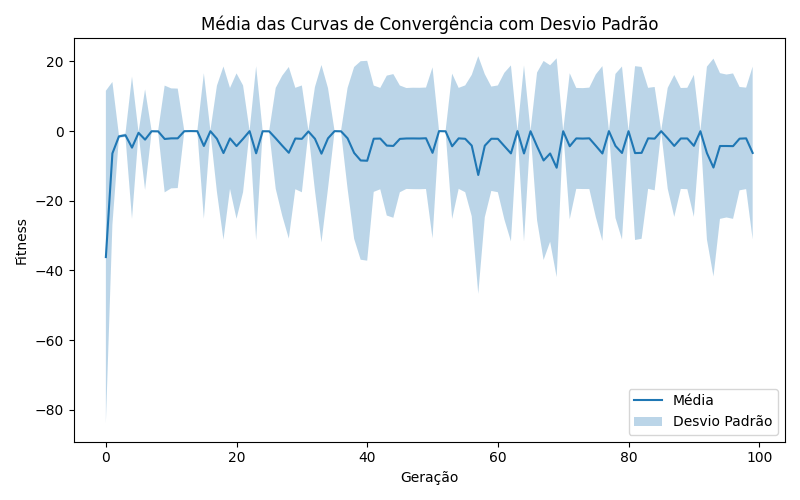 Média das Curvas de Convergência com Desvio Padrão
Fitness
20
0
−20
−40
−60
−80
0
20
40
60
80
100
Geração
Média
Desvio Padrão